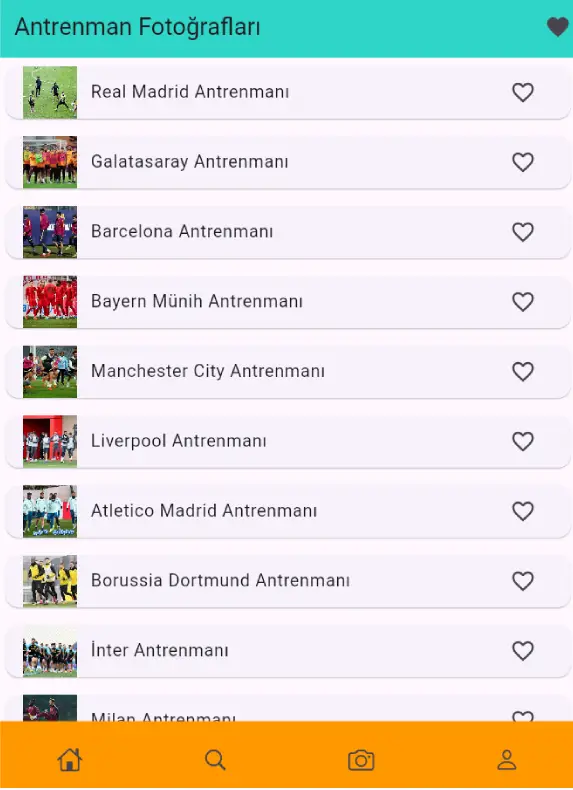 Antrenman Fotoğrafları
Real Madrid Antrenmanı
Galatasaray Antrenmanı
Barcelona Antrenmanı
Bayern Münih Antrenmanı
Manchester City Antrenmanı
Liverpool Antrenmanı
Atletico Madrid Antrenmanı
Borussia Dortmund Antrenmanı
İnter Antrenmanı
Milan Antrenmanı